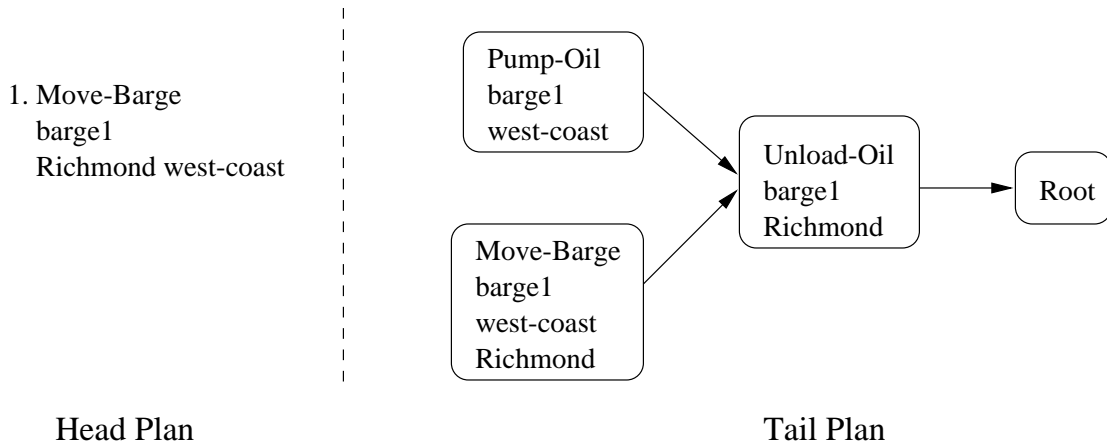 1. Move-Barge
barge1
Richmond west-coast
Pump-Oil
barge1
west-coast
Move-Barge
barge1
west-coast
Richmond
Unload-Oil
barge1
Richmond
Root
Head Plan
Tail Plan